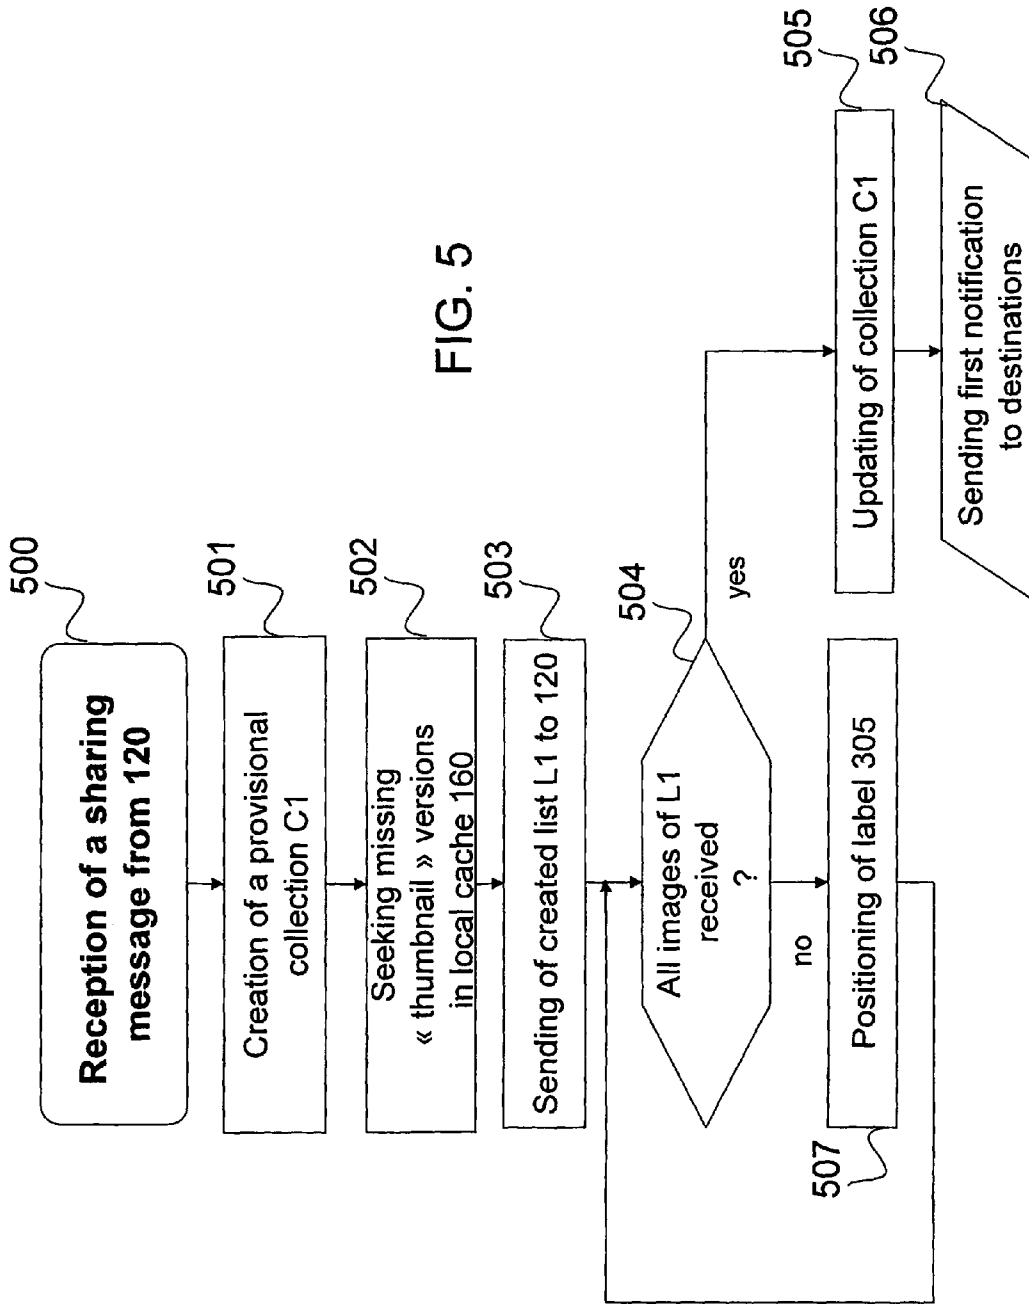 500
Reception of a sharing
message from 120
501
Creation of a provisional
collection C1
502
Seeking missing
« thumbnail » versions
in local cache 160
503
Sending of created list L1 to 120
504
All images of L1
received
?
yes
no
507
Positioning of label 305
505
Updating of collection C1
506
Sending first notification
to destinations
FIG. 5